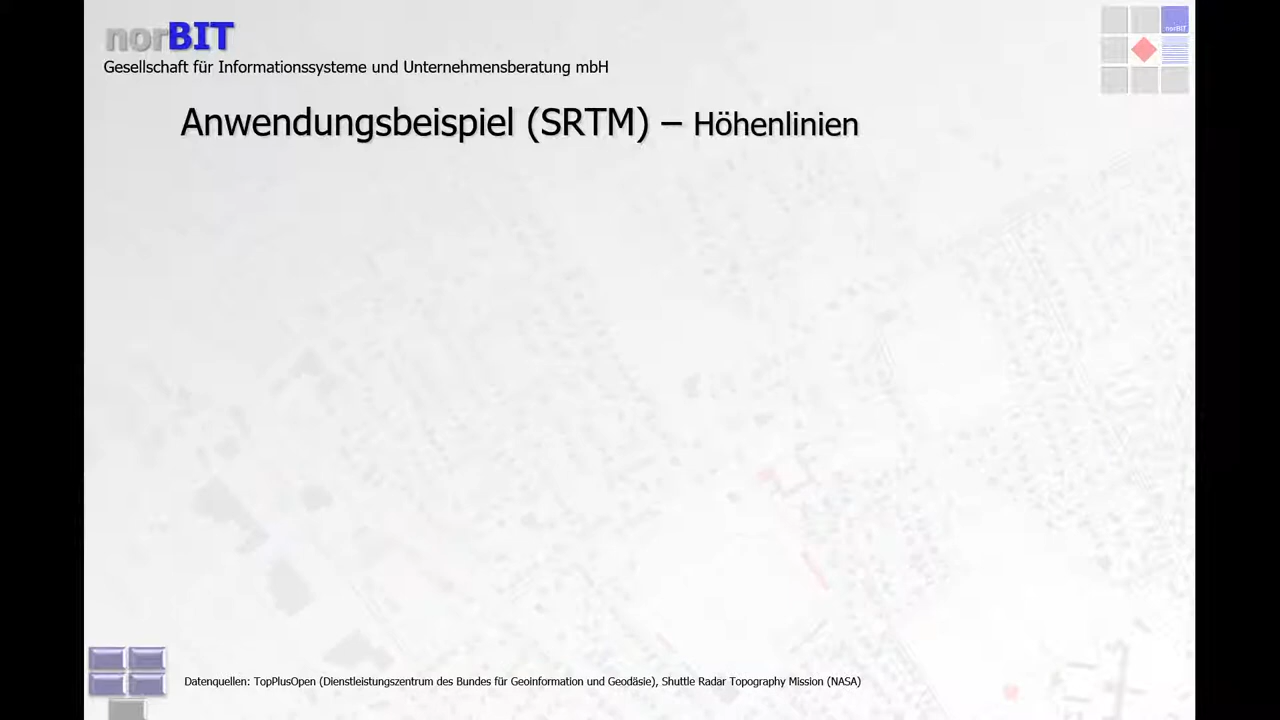 norBIT
norBIT
Gesellschaft für Informationssysteme und Unternehmensberatung mbH
Anwendungsbeispiel (SRTM) – Höhenlinien
Datenquellen: TopPlusOpen (Dienstleistungszentrum des Bundes für Geoinformation und Geodäsie), Shuttle Radar Topography Mission (NASA)